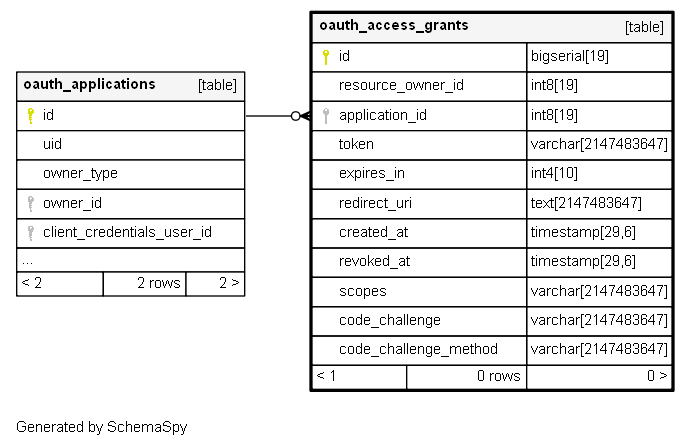 oauth_applications [table]
id
uid
owner_type
owner_id
client_credentials_user_id
...
< 2 2 rows 2 >
oauth_access_grants [table]
id bigserial[19]
resource_owner_id int8[19]
application_id int8[19]
token varchar[2147483647]
expires_in int4[10]
redirect_uri text[2147483647]
created_at timestamp[29,6]
revoked_at timestamp[29,6]
scopes varchar[2147483647]
code_challenge varchar[2147483647]
code_challenge_method varchar[2147483647]
< 1 0 rows 0 >
Generated by SchemaSpy